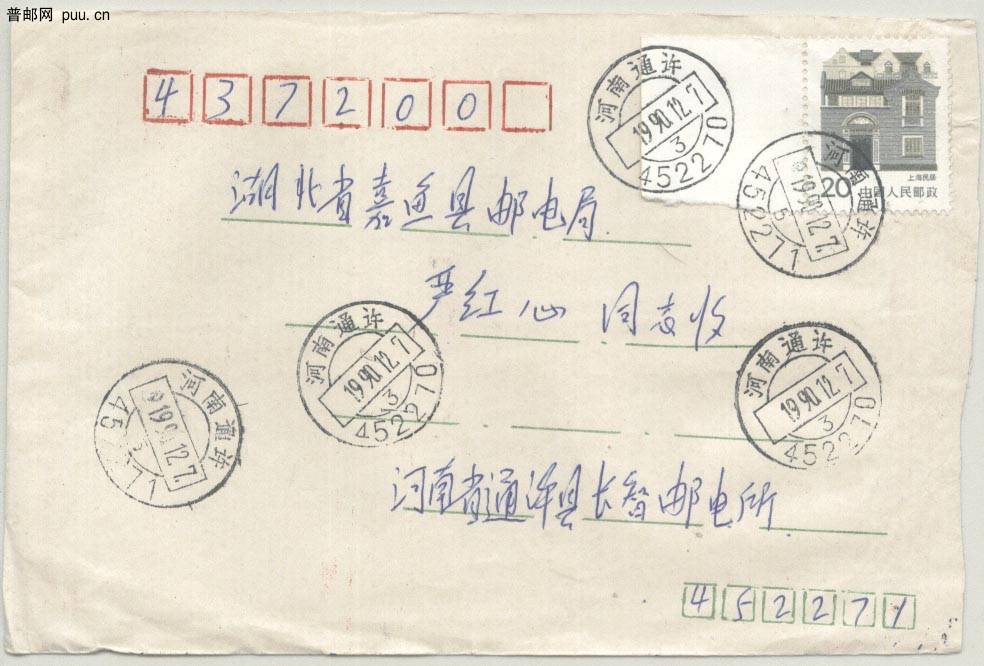 普邮网 puu.cn
437200
河南通许
1990.12.7
3
452270
上海民居
20 中国人民邮政
河南通许
1990.12.7
5
452271
湖北省嘉鱼县邮电局
严红心 同志收
河南通许
1990.12.7
3
452270
河南通许
1990.12.7
3
452270
河南通许
1990.12.7
河南省通许县长智邮电所
452271